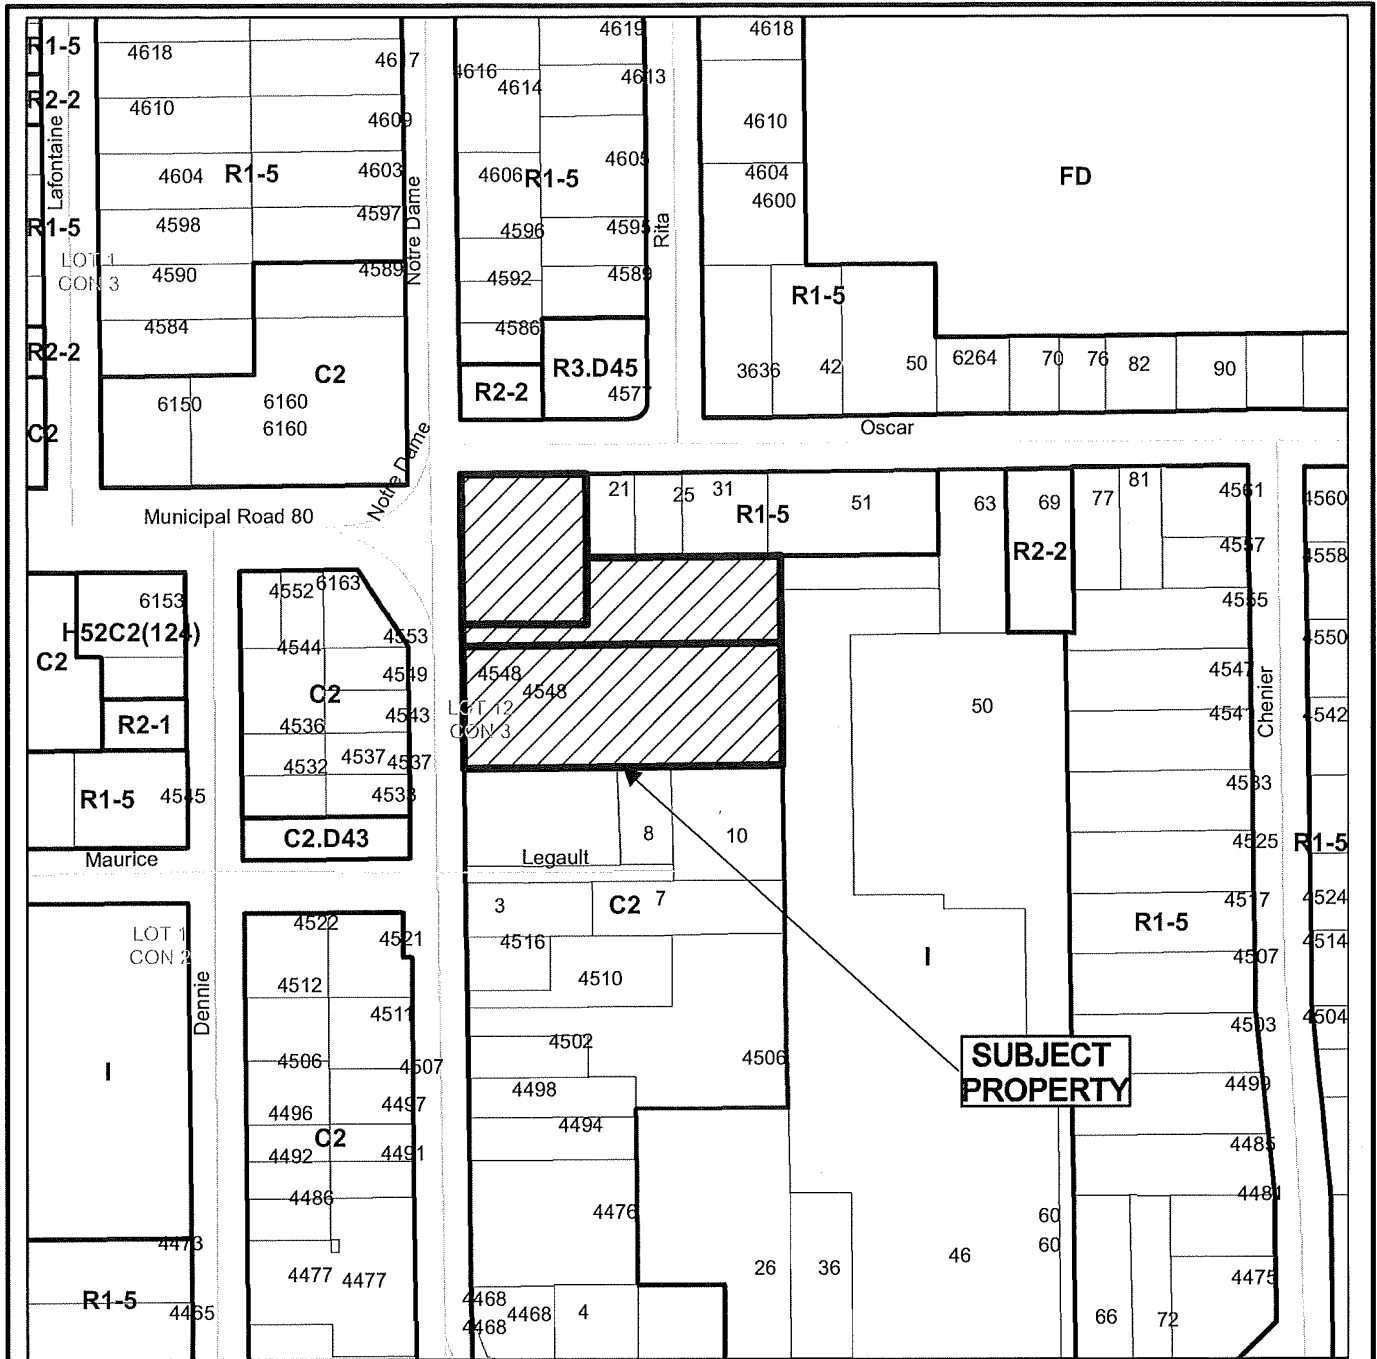 R1-5
4618
4617
4616
4614
4619
4613
4618
R2-2
4610
4609
4610
Lafontaine
4604
R1-5
4603
4606
R1-5
4605
4604
4600
FD
R1-5
4598
4597
4596
4595
Rita
Notre Dame
LOT 1
CON 3
4590
4589
4592
4589
R1-5
4584
4586
R2-2
C2
R3.D45
R2-2
4577
3636
42
50
6264
70
76
82
90
6150
6160
6160
C2
Oscar
Notre Dame
Municipal Road 80
21
25
31
R1-5
51
63
69
R2-2
77
81
4561
4560
4557
4558
4555
4550
6153
H52C2(124)
C2
R2-1
4552
6163
4544
4553
4549
C2
4536
4543
4537
4537
4532
4533
4548
4548
LOT 12
CON 3
50
4547
4541
Chenier
4542
R1-5
4545
C2.D43
Maurice
8
10
Legault
4533
4525
R1-5
3
C2
7
4517
4524
R1-5
4522
4521
4516
4510
I
4507
4514
LOT 1
CON 2
Dennie
4512
4511
4502
4506
4503
4504
I
4506
4507
4498
SUBJECT
PROPERTY
4499
4496
4497
4494
C2
4492
4491
4485
4486
4476
4481
4473
60
60
4477
4477
26
36
46
4475
R1-5
4465
4468
4468
4468
4
66
72